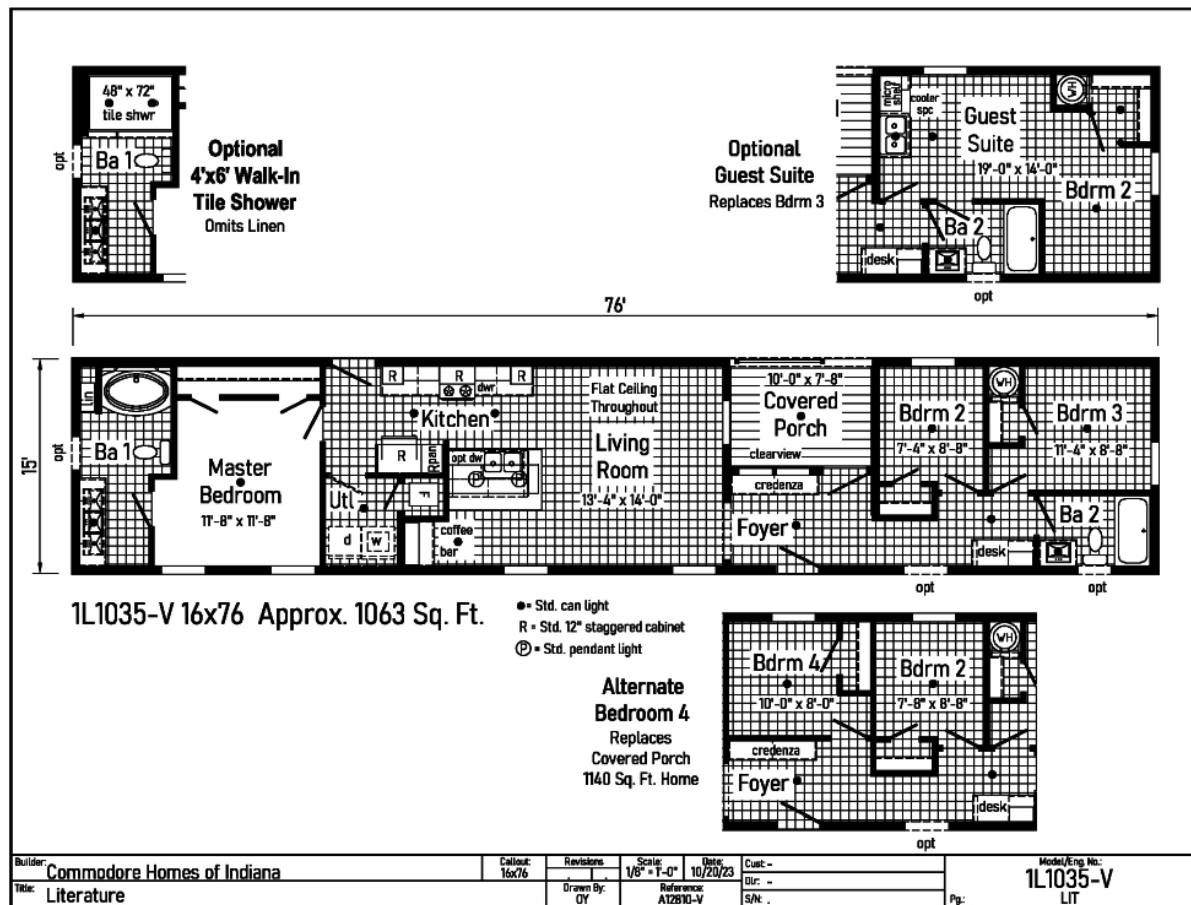 48" x 72"
tile shwr
opt
Ba 1
Optional
4'x6' Walk-In
Tile Shower
Omits Linen
Optional
Guest Suite
Replaces Bdrm 3
micro
shelf
cooler
spc
WH
Guest
Suite
19'-0" x 14'-0"
Bdrm 2
Ba 2
desk
opt
76'
15'
lin
opt
Ba 1
Master
Bedroom
11'-8" x 11'-8"
R
R
R
dwr
Kitchen
R
Rpan
opt dw
P
P
Utl
F
d
w
coffee
bar
Flat Ceiling
Throughout
Living
Room
13'-4" x 14'-0"
10'-0" x 7'-8"
Covered
Porch
clearview
credenza
Foyer
Bdrm 2
7'-4" x 8'-8"
WH
Bdrm 3
11'-4" x 8'-8"
Ba 2
desk
opt
opt
1L1035-V 16x76 Approx. 1063 Sq. Ft.
●= Std. can light
R = Std. 12" staggered cabinet
Ⓟ = Std. pendant light
Alternate
Bedroom 4
Replaces
Covered Porch
1140 Sq. Ft. Home
Bdrm 4
10'-0" x 8'-0"
Bdrm 2
7'-8" x 8'-8"
WH
credenza
Foyer
desk
opt
Builder: Commodore Homes of Indiana
Title: Literature
Callout:
16x76
Revisions
Scale:
1/8" = 1'-0"
Date:
10/20/23
Drawn By:
OY
Reference:
A12810-V
Cust: -
Dlr: -
S/N: .
Model/Eng. No.:
1L1035-V
Pg.: LIT